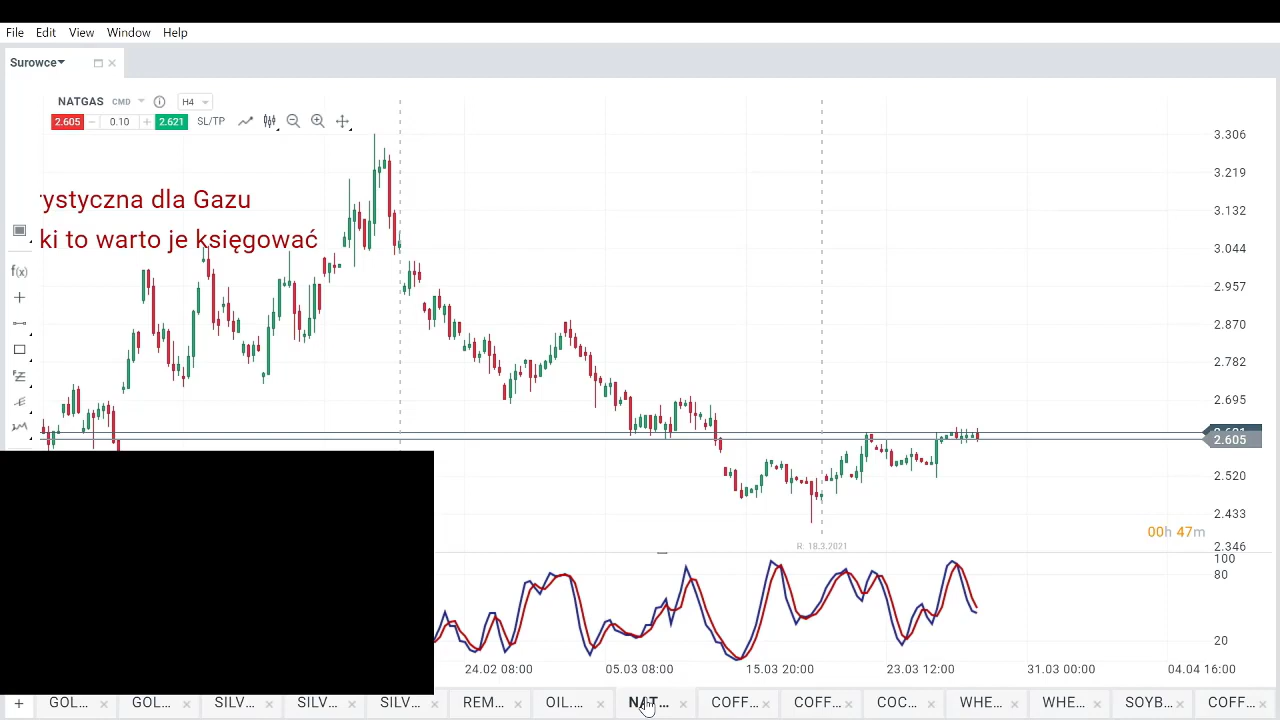 File Edit View Window Help
Surowce
NATGAS CMD H4
2.605 0.10 2.621 SL/TP
rystyczna dla Gazu
ki to warto je księgować
f(x)
3.306
3.219
3.132
3.044
2.957
2.870
2.782
2.695
2.605
2.520
2.433
00h 47m
2.346
R: 18.3.2021
100
80
20
24.02 08:00 05.03 08:00 15.03 20:00 23.03 12:00 31.03 00:00 04.04 16:00
GOL... GOL... SILV... SILV... SILV... REM... OIL.... NAT... COFF... COFF... COC... WHE... WHE... SOYB... COFF...